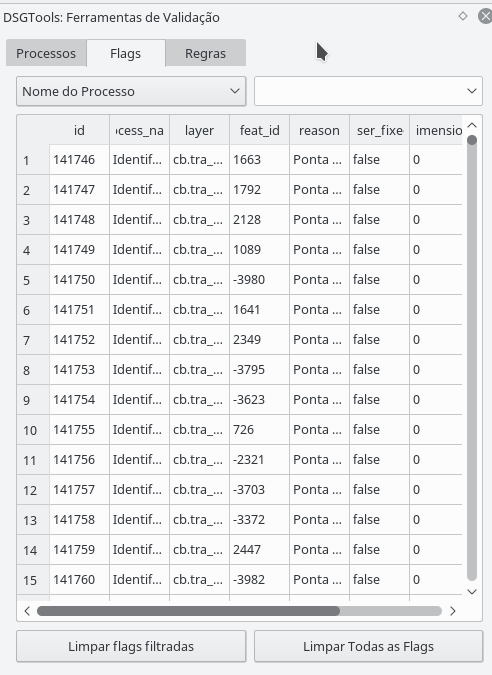 DSGTools: Ferramentas de Validação
Processos Flags Regras
Nome do Processo
id cess_na layer feat_id reason ser_fixe imensio
1 141746 Identif... cb.tra_... 1663 Ponta ... false 0
2 141747 Identif... cb.tra_... 1792 Ponta ... false 0
3 141748 Identif... cb.tra_... 2128 Ponta ... false 0
4 141749 Identif... cb.tra_... 1089 Ponta ... false 0
5 141750 Identif... cb.tra_... -3980 Ponta ... false 0
6 141751 Identif... cb.tra_... 1641 Ponta ... false 0
7 141752 Identif... cb.tra_... 2349 Ponta ... false 0
8 141753 Identif... cb.tra_... -3795 Ponta ... false 0
9 141754 Identif... cb.tra_... -3623 Ponta ... false 0
10 141755 Identif... cb.tra_... 726 Ponta ... false 0
11 141756 Identif... cb.tra_... -2321 Ponta ... false 0
12 141757 Identif... cb.tra_... -3703 Ponta ... false 0
13 141758 Identif... cb.tra_... -3372 Ponta ... false 0
14 141759 Identif... cb.tra_... 2447 Ponta ... false 0
15 141760 Identif... cb.tra_... -3982 Ponta ... false 0
Limpar flags filtradas Limpar Todas as Flags